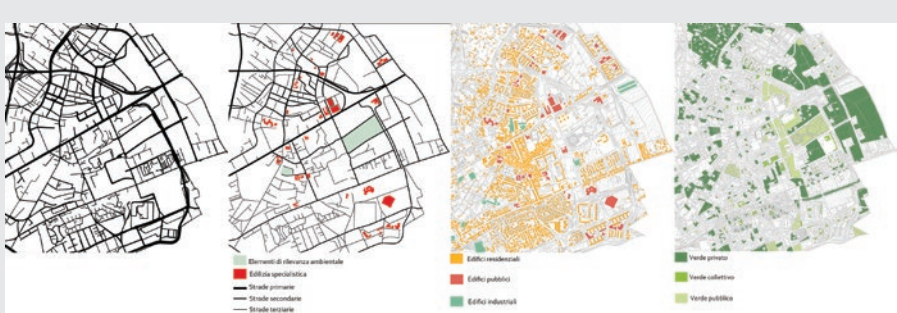 Elementi di rilevanza ambientale
Edilizia specialistica
Strade primarie
Strade secondarie
Strade terziarie
Edifici residenziali
Edifici pubblici
Edifici industriali
Verde privato
Verde collettivo
Verde pubblico